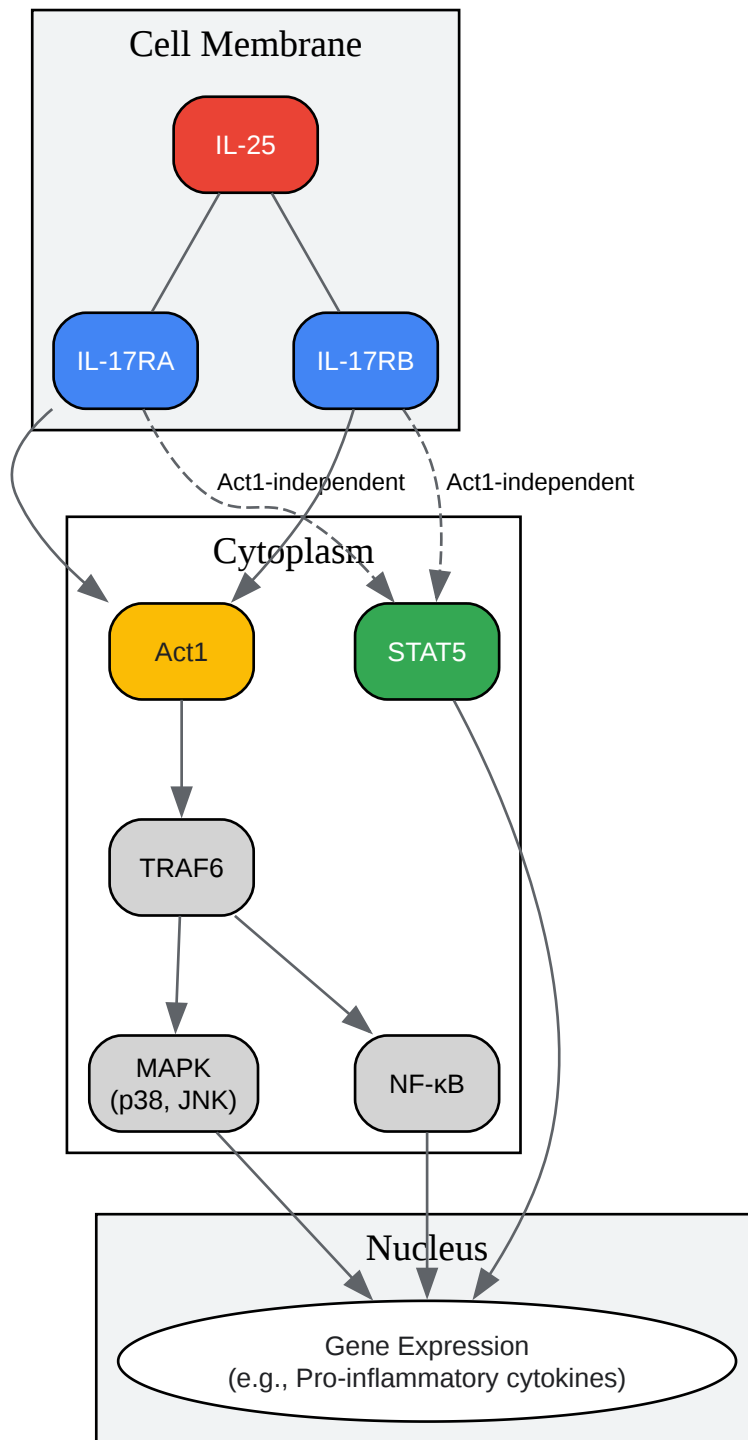 Cell Membrane
IL-25
IL-17RA
IL-17RB
Act1-independent
Act1-independent
Cytoplasm
Act1
STAT5
TRAF6
MAPK
(p38, JNK)
NF-κB
Nucleus
Gene Expression
(e.g., Pro-inflammatory cytokines)